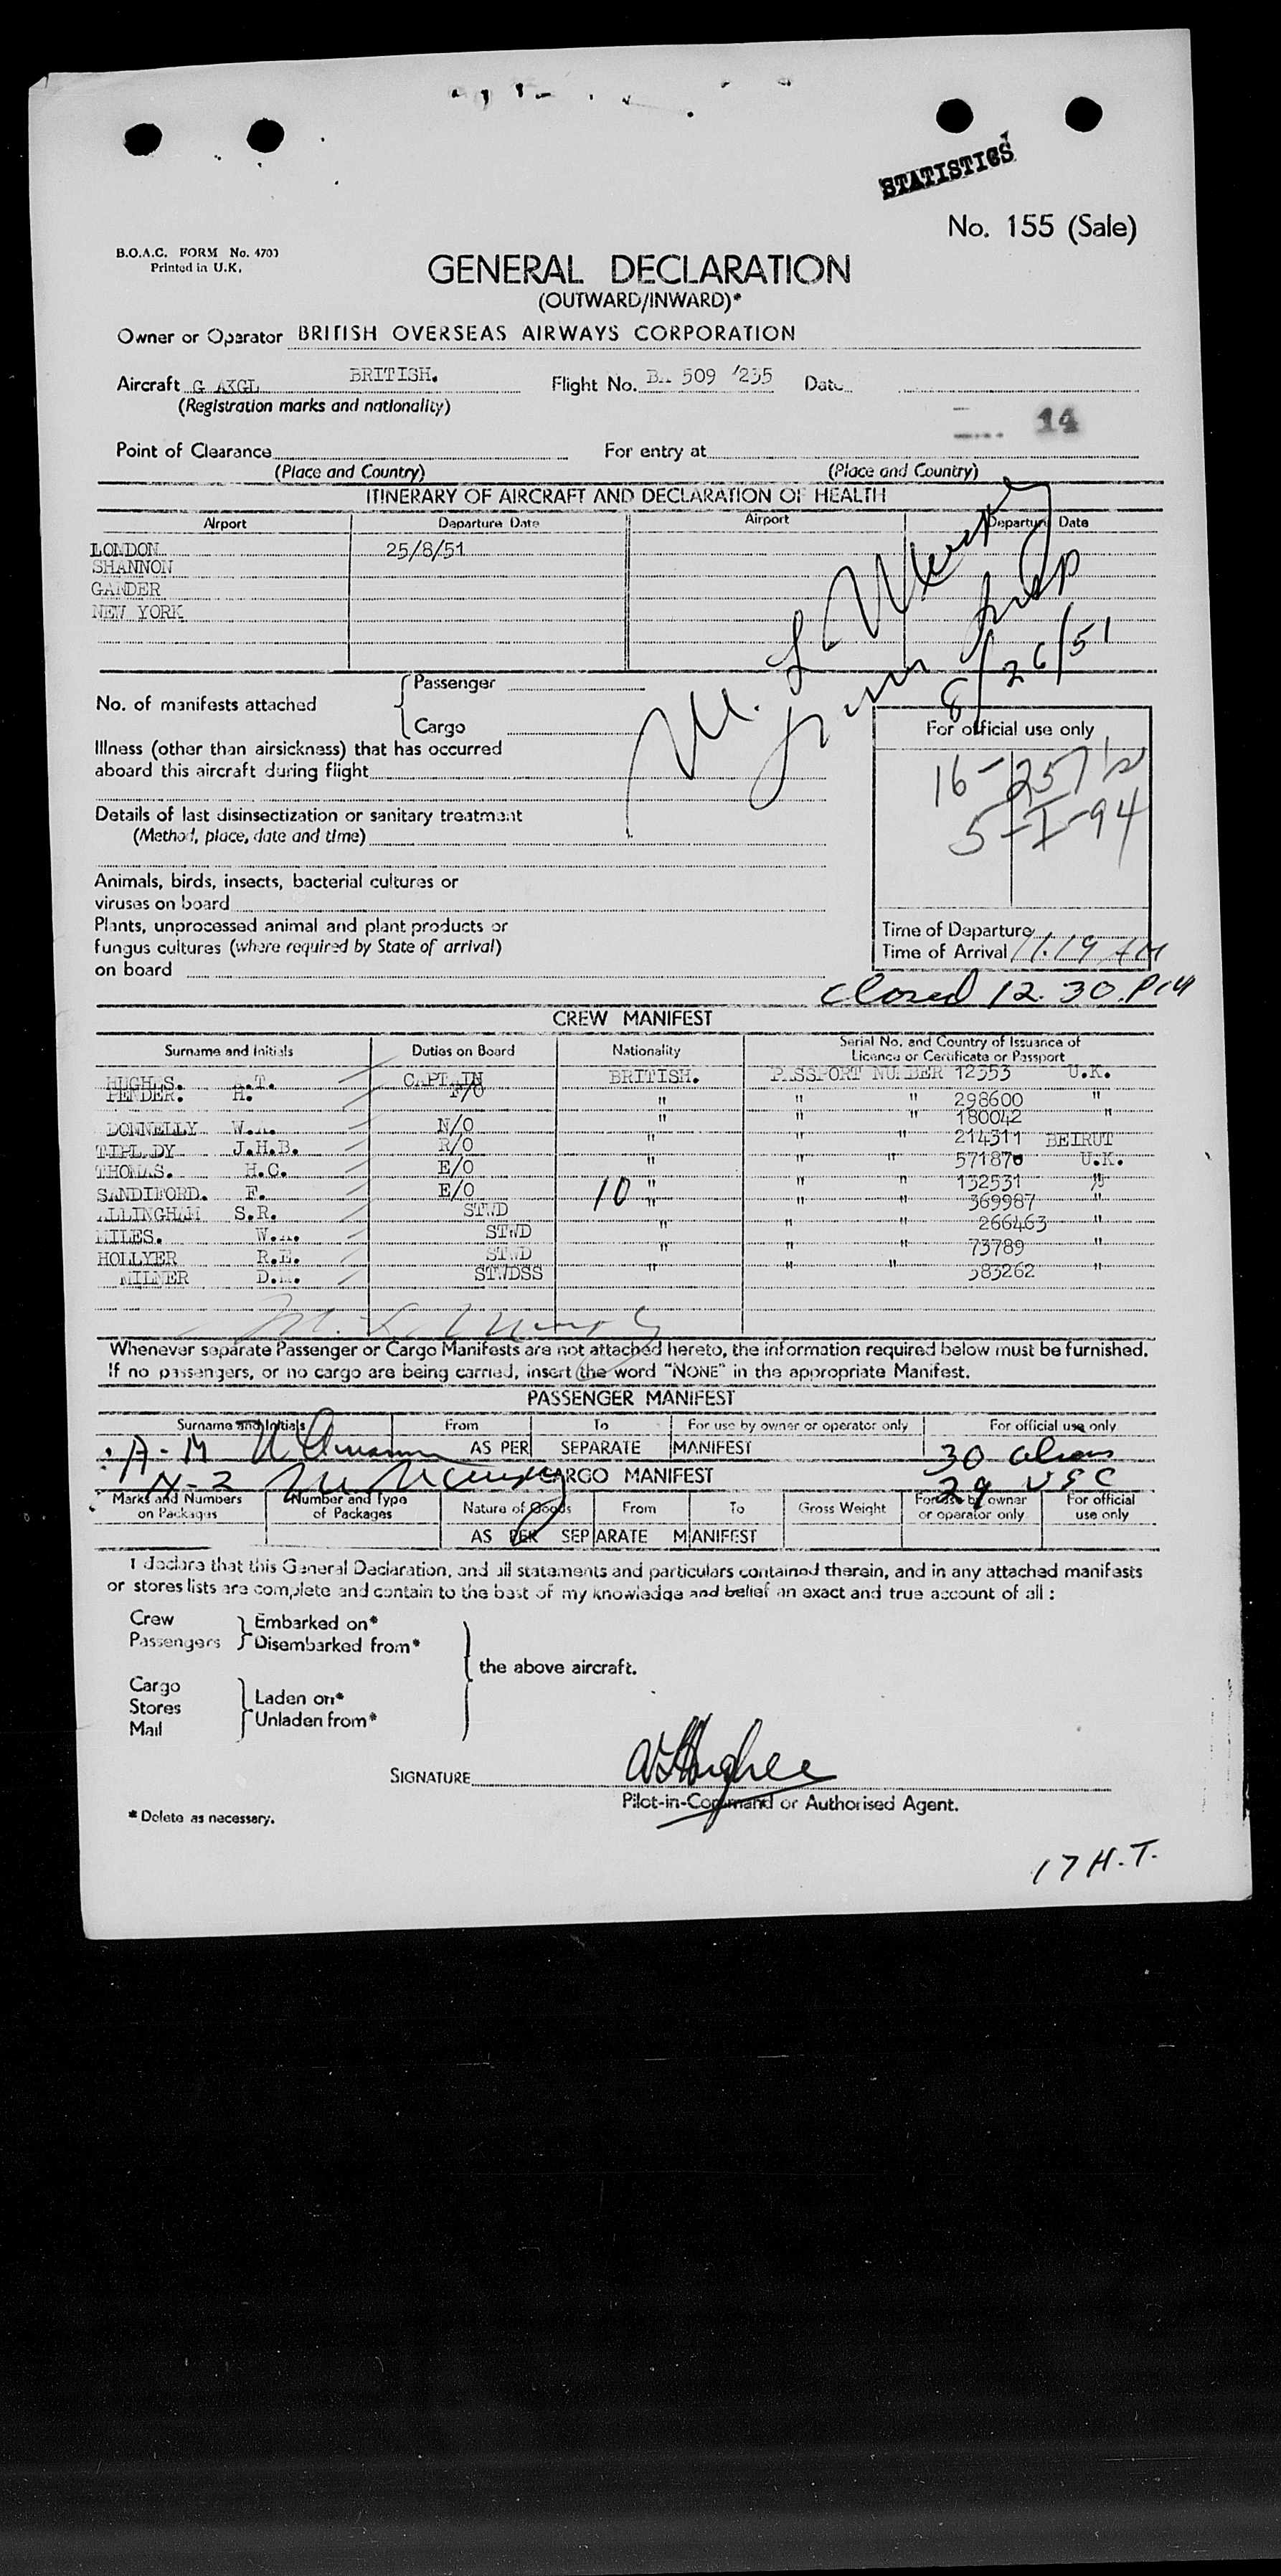 STATISTICS
No. 155 (Sale)
B.O.A.C. FORM No. 4700
Printed in U.K.
GENERAL DECLARATION
(OUTWARD/INWARD)*
Owner or Operator BRITISH OVERSEAS AIRWAYS CORPORATION
Aircraft G AKGL BRITISH. Flight No. BA 509 /235 Date
(Registration marks and nationality)
14
Point of Clearance For entry at
(Place and Country) (Place and Country)
ITINERARY OF AIRCRAFT AND DECLARATION OF HEALTH
Airport Departure Date Airport Departure Date
LONDON 25/8/51
SHANNON
GANDER
NEW YORK
8/26/51
No. of manifests attached { Passenger
Cargo
For official use only
Illness (other than airsickness) that has occurred
aboard this aircraft during flight
16-
5-I-94
Details of last disinsectization or sanitary treatment
(Method, place, date and time)
Animals, birds, insects, bacterial cultures or
viruses on board
Plants, unprocessed animal and plant products or
fungus cultures (where required by State of arrival)
on board
Time of Departure
Time of Arrival 11.19 AM
Closed 12.30.PM
CREW MANIFEST
Surname and Initials Duties on Board Nationality Serial No. and Country of Issuance of
Licence or Certificate or Passport
HUGHES. A.T. CAPTAIN BRITISH. PASSPORT NUMBER 12353 U.K.
PENDER. H. F/O " " " 298600 "
DONNELLY W.A. N/O " " " 180042 "
TIPLADY J.H.B. R/O " " " 214311 BEIRUT
THOMAS. H.C. E/O " " " 571870 U.K.
SANDIFORD. F. E/O 10 " " " 132531 "
ALLINGHAM S.R. STWD " " 369987 "
MILES. W.A. STWD " " " 266463 "
HOLLYER R.E. STWD " " " 73789 "
MILNER D.M. STWDSS " " " 583262
Whenever separate Passenger or Cargo Manifests are not attached hereto, the information required below must be furnished.
If no passengers, or no cargo are being carried, insert the word "NONE" in the appropriate Manifest.
PASSENGER MANIFEST
Surname and Initials From To For use by owner or operator only For official use only
A-M AS PER SEPARATE MANIFEST 30 aliens
N-Z CARGO MANIFEST 29 USC
Marks and Numbers on Packages Number and Type of Packages Nature of Goods From To Gross Weight For use by owner or operator only For official use only
AS PER SEPARATE MANIFEST
I declare that this General Declaration, and all statements and particulars contained therein, and in any attached manifests
or stores lists are complete and contain to the best of my knowledge and belief an exact and true account of all :
Crew
Passengers } Embarked on*
Disembarked from*
the above aircraft.
Cargo
Stores
Mail } Laden on*
Unladen from*
SIGNATURE A T Hughes
Pilot-in-Command or Authorised Agent.
* Delete as necessary.
17 H.T.